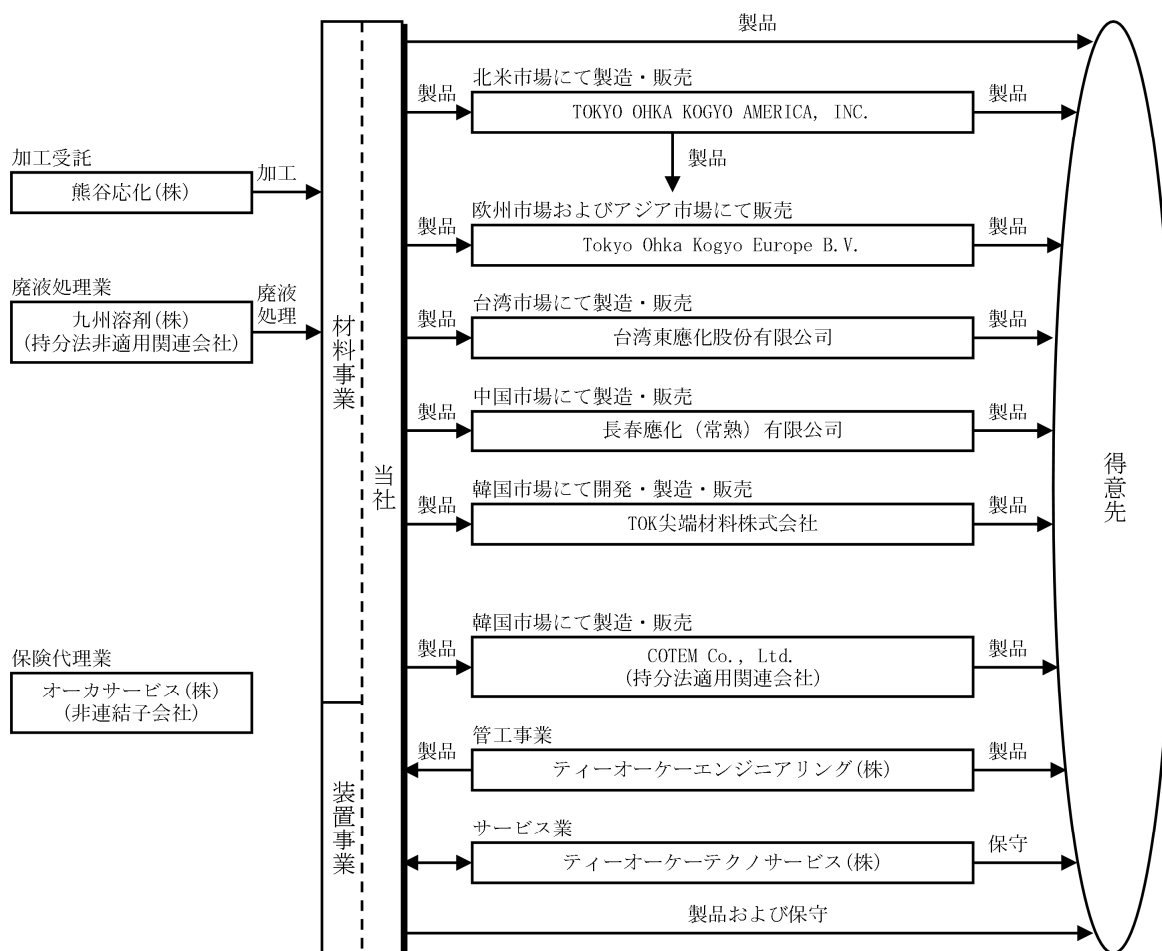 製品
北米市場にて製造・販売
製品
TOKYO OHKA KOGYO AMERICA, INC.
製品
製品
加工受託
熊谷応化(株)
加工
欧州市場およびアジア市場にて販売
製品
Tokyo Ohka Kogyo Europe B.V.
製品
廃液処理業
九州溶剤(株)
(持分法非適用関連会社)
廃液
処理
台湾市場にて製造・販売
製品
台湾東應化股份有限公司
製品
材料事業
中国市場にて製造・販売
製品
長春應化（常熟）有限公司
製品
当社
韓国市場にて開発・製造・販売
製品
TOK尖端材料株式会社
製品
得意先
韓国市場にて製造・販売
製品
COTEM Co., Ltd.
(持分法適用関連会社)
製品
保険代理業
オーカサービス(株)
(非連結子会社)
装置事業
管工事業
製品
ティーオーケーエンジニアリング(株)
製品
サービス業
ティーオーケーテクノサービス(株)
保守
製品および保守